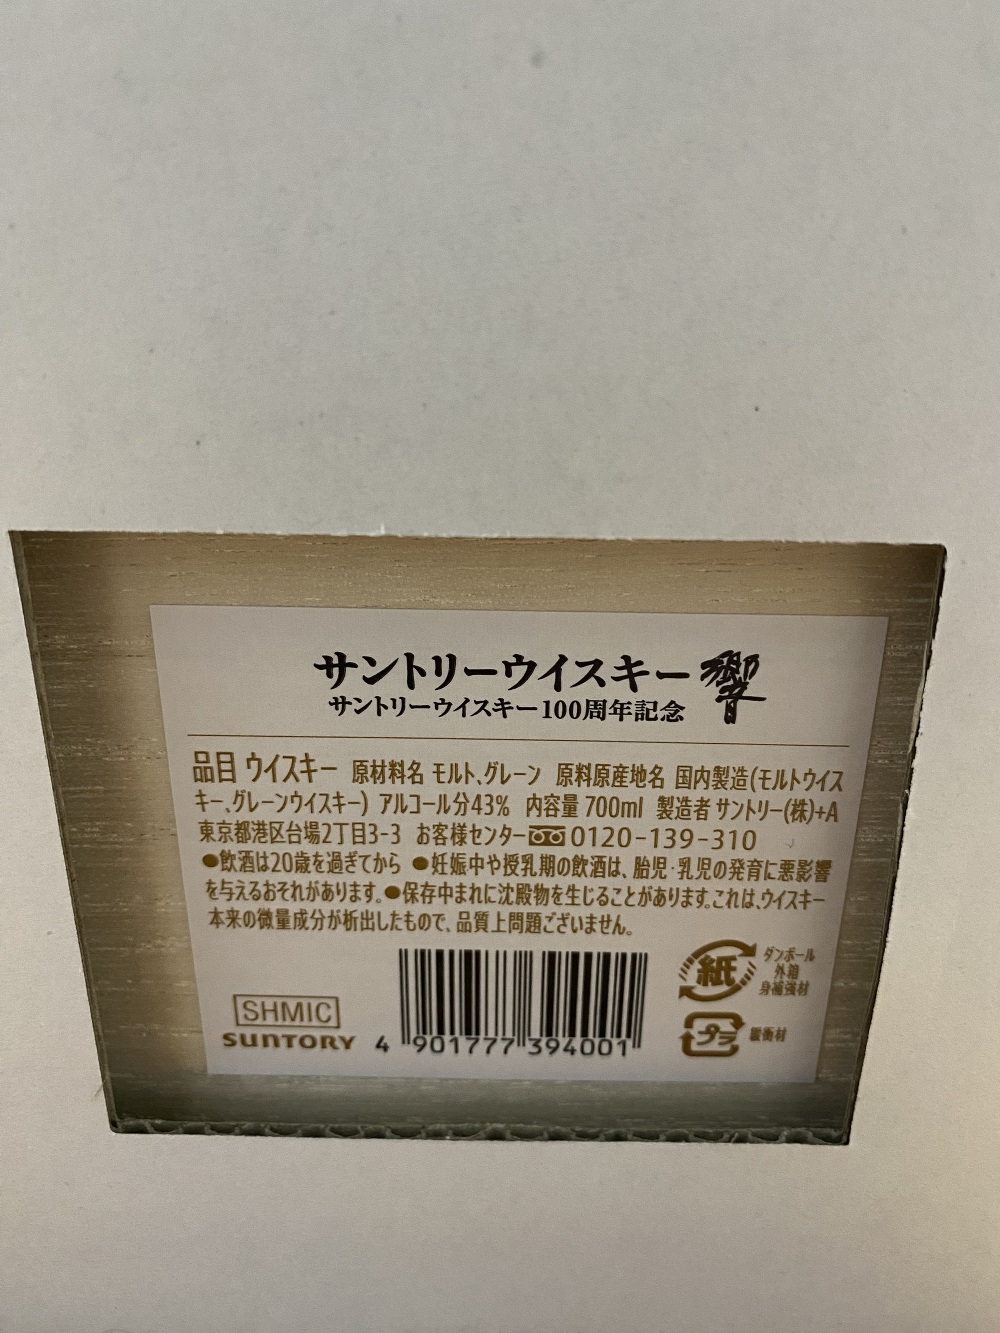 サントリーウイスキー 響
サントリーウイスキー100周年記念
品目 ウイスキー 原材料名 モルト、グレーン 原料原産地名 国内製造(モルトウイス
キー、グレーンウイスキー) アルコール分43% 内容量 700ml 製造者 サントリー(株)+A
東京都港区台場2丁目3-3 お客様センター 0120-139-310
●飲酒は20歳を過ぎてから ●妊娠中や授乳期の飲酒は、胎児・乳児の発育に悪影響
を与えるおそれがあります。●保存中まれに沈殿物を生じることがあります。これは、ウイスキー
本来の微量成分が析出したもので、品質上問題ございません。
SHMIC
SUNTORY
4 901777 394001
紙
ダンボール
外箱
身補強材
プラ
緩衝材